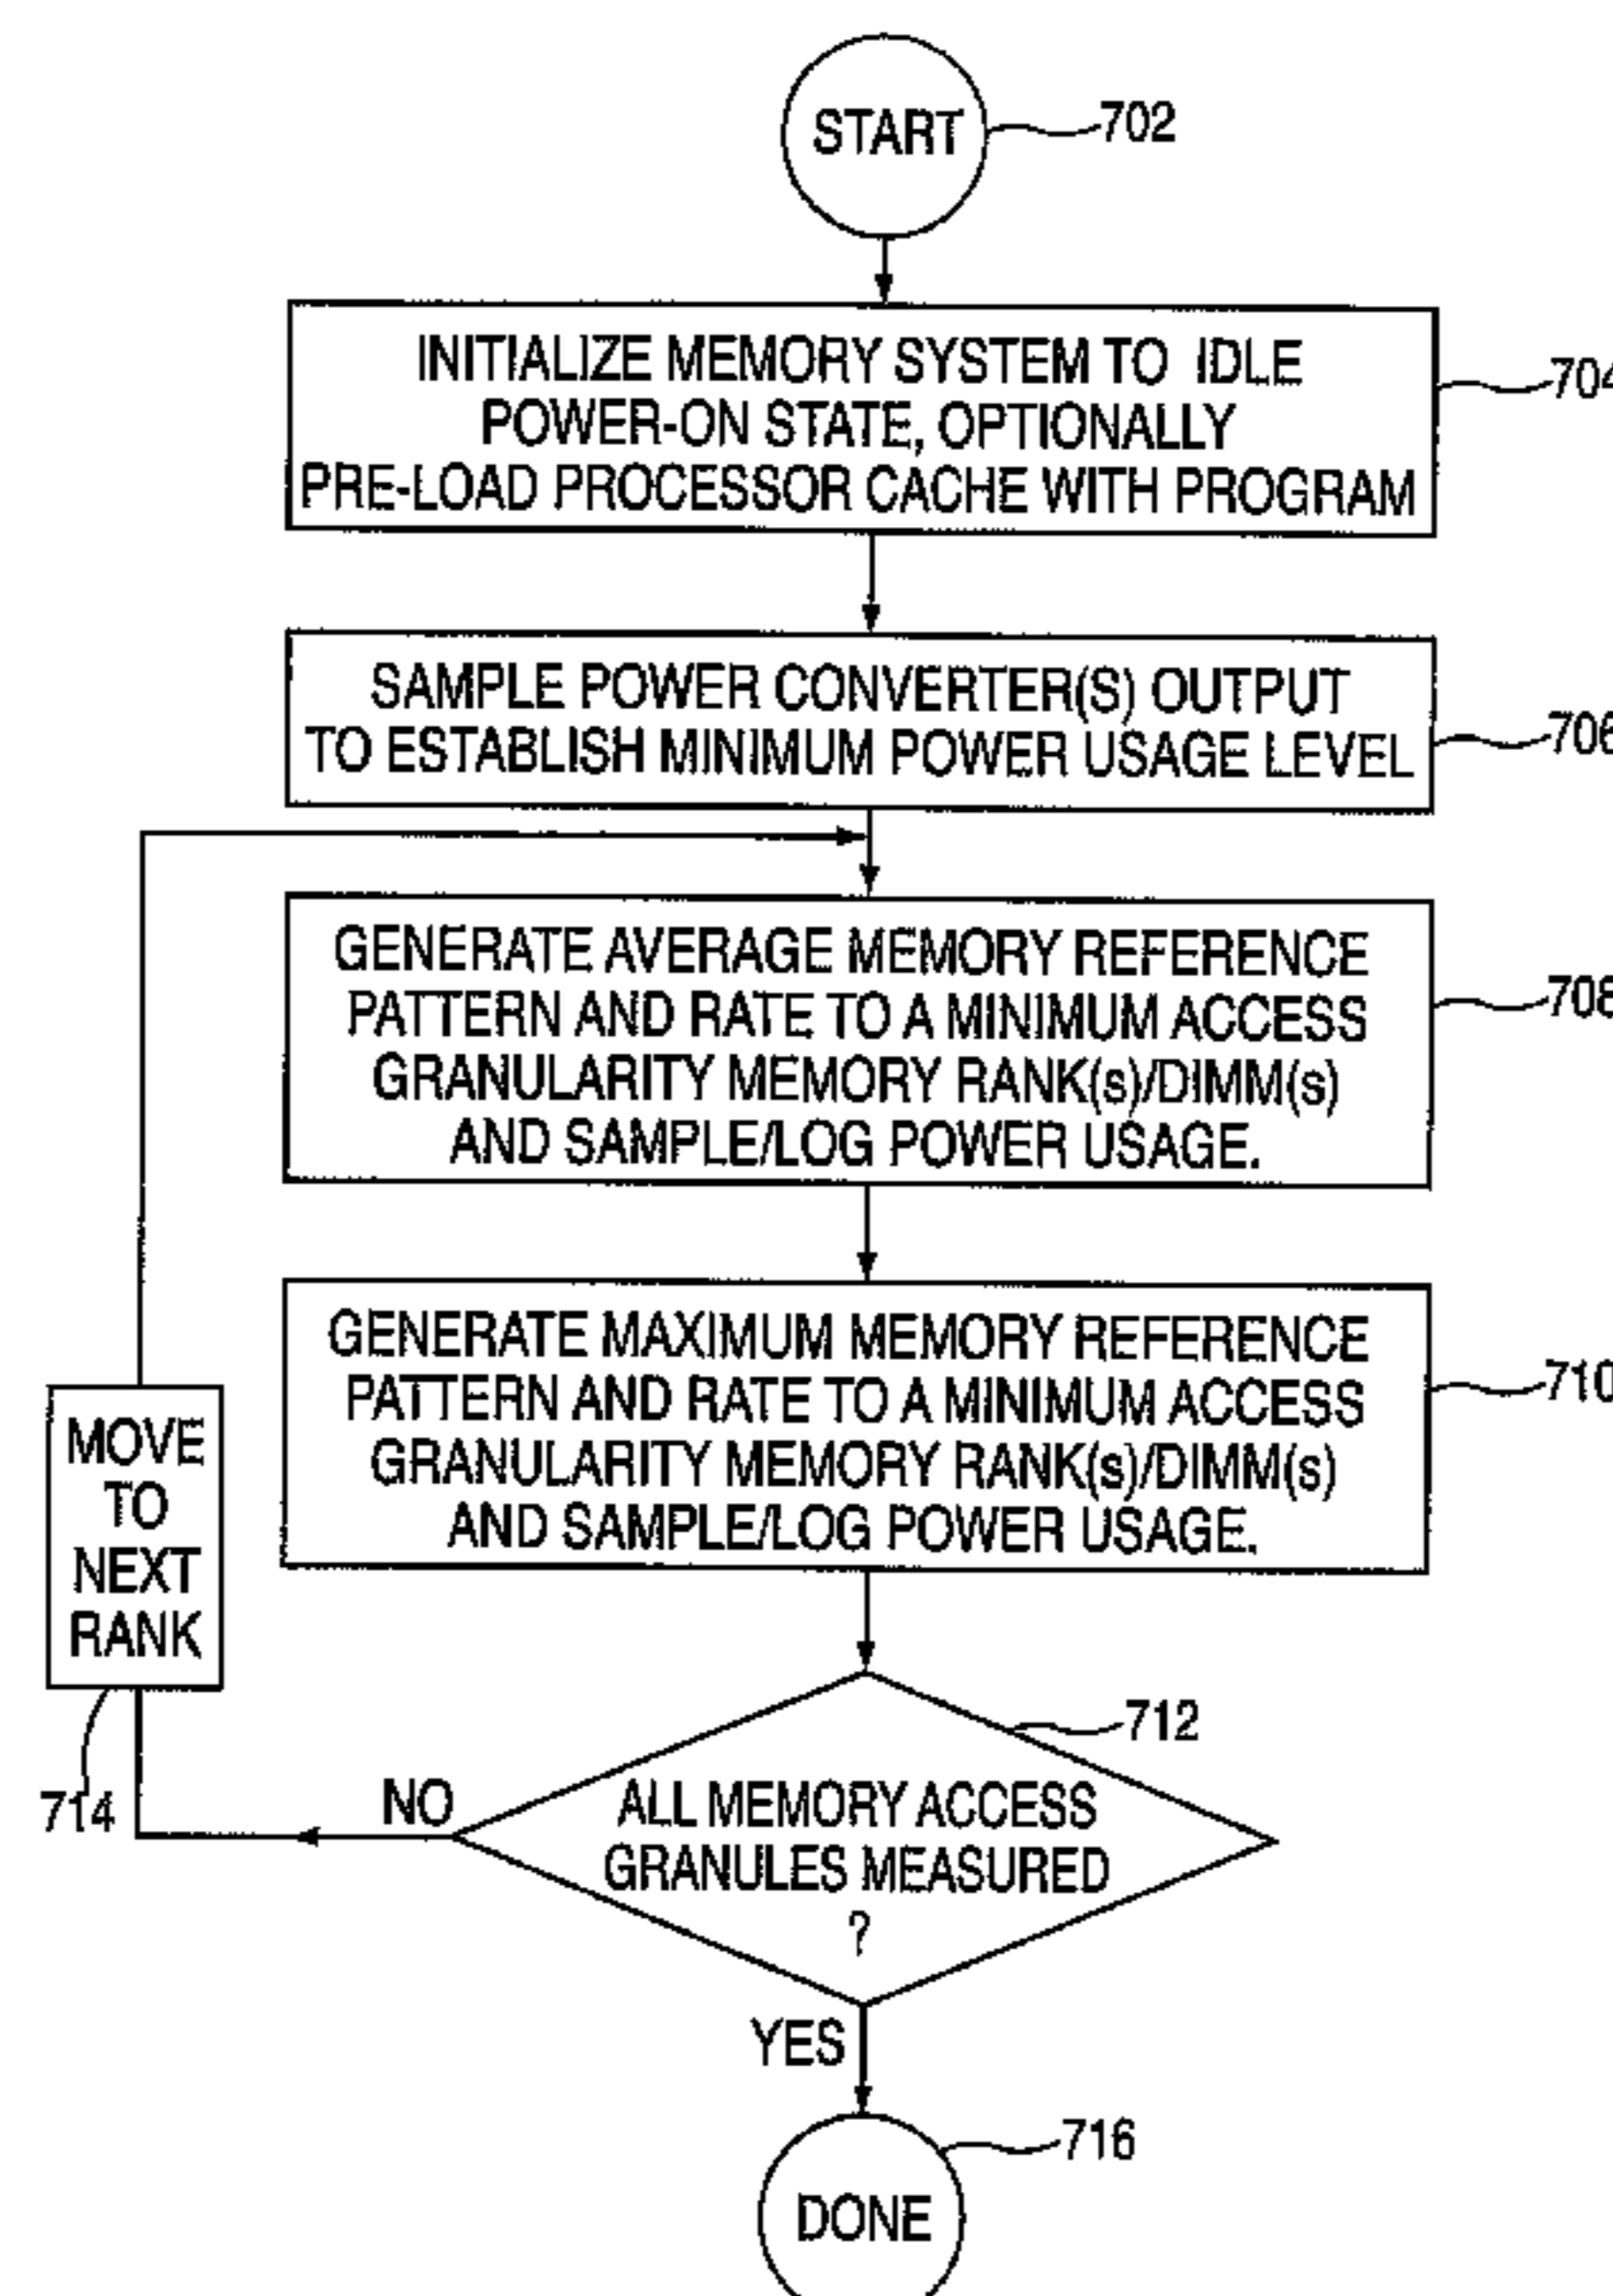 START
702
INITIALIZE MEMORY SYSTEM TO IDLE
POWER-ON STATE, OPTIONALLY
PRE-LOAD PROCESSOR CACHE WITH PROGRAM
704
SAMPLE POWER CONVERTER(S) OUTPUT
TO ESTABLISH MINIMUM POWER USAGE LEVEL
706
GENERATE AVERAGE MEMORY REFERENCE
PATTERN AND RATE TO A MINIMUM ACCESS
GRANULARITY MEMORY RANK(s)/DIMM(s)
AND SAMPLE/LOG POWER USAGE.
708
GENERATE MAXIMUM MEMORY REFERENCE
PATTERN AND RATE TO A MINIMUM ACCESS
GRANULARITY MEMORY RANK(s)/DIMM(s)
AND SAMPLE/LOG POWER USAGE.
710
MOVE
TO
NEXT
RANK
714
712
ALL MEMORY ACCESS
GRANULES MEASURED
?
NO
YES
716
DONE